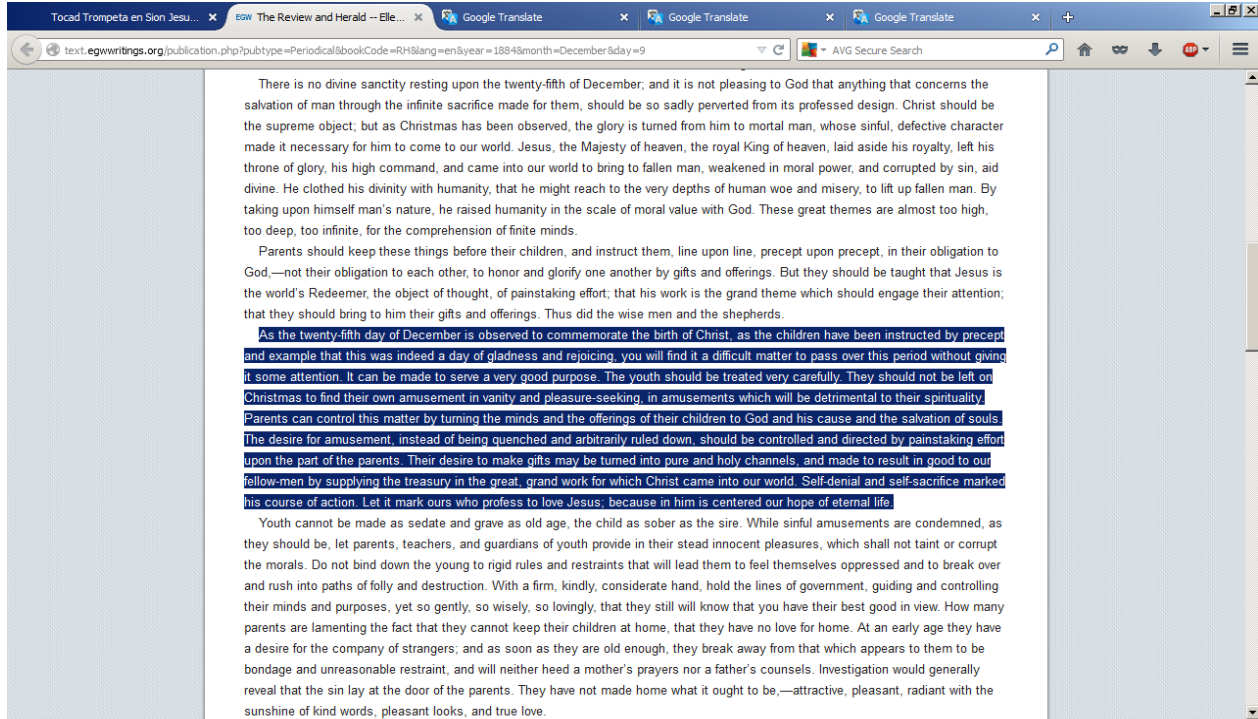 Tocad Trompeta en Sion Jesu...
EGW The Review and Herald -- Elle...
Google Translate
Google Translate
Google Translate
text.egwwritings.org/publication.php?pubtype=Periodical&bookCode=RH&lang=en&year=1884&month=December&day=9
AVG Secure Search
ABP
There is no divine sanctity resting upon the twenty-fifth of December; and it is not pleasing to God that anything that concerns the
salvation of man through the infinite sacrifice made for them, should be so sadly perverted from its professed design. Christ should be
the supreme object; but as Christmas has been observed, the glory is turned from him to mortal man, whose sinful, defective character
made it necessary for him to come to our world. Jesus, the Majesty of heaven, the royal King of heaven, laid aside his royalty, left his
throne of glory, his high command, and came into our world to bring to fallen man, weakened in moral power, and corrupted by sin, aid
divine. He clothed his divinity with humanity, that he might reach to the very depths of human woe and misery, to lift up fallen man. By
taking upon himself man's nature, he raised humanity in the scale of moral value with God. These great themes are almost too high,
too deep, too infinite, for the comprehension of finite minds.
Parents should keep these things before their children, and instruct them, line upon line, precept upon precept, in their obligation to
God,—not their obligation to each other, to honor and glorify one another by gifts and offerings. But they should be taught that Jesus is
the world's Redeemer, the object of thought, of painstaking effort; that his work is the grand theme which should engage their attention;
that they should bring to him their gifts and offerings. Thus did the wise men and the shepherds.
As the twenty-fifth day of December is observed to commemorate the birth of Christ, as the children have been instructed by precept
and example that this was indeed a day of gladness and rejoicing, you will find it a difficult matter to pass over this period without giving
it some attention. It can be made to serve a very good purpose. The youth should be treated very carefully. They should not be left on
Christmas to find their own amusement in vanity and pleasure-seeking, in amusements which will be detrimental to their spirituality.
Parents can control this matter by turning the minds and the offerings of their children to God and his cause and the salvation of souls.
The desire for amusement, instead of being quenched and arbitrarily ruled down, should be controlled and directed by painstaking effort
upon the part of the parents. Their desire to make gifts may be turned into pure and holy channels, and made to result in good to our
fellow-men by supplying the treasury in the great, grand work for which Christ came into our world. Self-denial and self-sacrifice marked
his course of action. Let it mark ours who profess to love Jesus; because in him is centered our hope of eternal life.
Youth cannot be made as sedate and grave as old age, the child as sober as the sire. While sinful amusements are condemned, as
they should be, let parents, teachers, and guardians of youth provide in their stead innocent pleasures, which shall not taint or corrupt
the morals. Do not bind down the young to rigid rules and restraints that will lead them to feel themselves oppressed and to break over
and rush into paths of folly and destruction. With a firm, kindly, considerate hand, hold the lines of government, guiding and controlling
their minds and purposes, yet so gently, so wisely, so lovingly, that they still will know that you have their best good in view. How many
parents are lamenting the fact that they cannot keep their children at home, that they have no love for home. At an early age they have
a desire for the company of strangers; and as soon as they are old enough, they break away from that which appears to them to be
bondage and unreasonable restraint, and will neither heed a mother's prayers nor a father's counsels. Investigation would generally
reveal that the sin lay at the door of the parents. They have not made home what it ought to be,—attractive, pleasant, radiant with the
sunshine of kind words, pleasant looks, and true love.